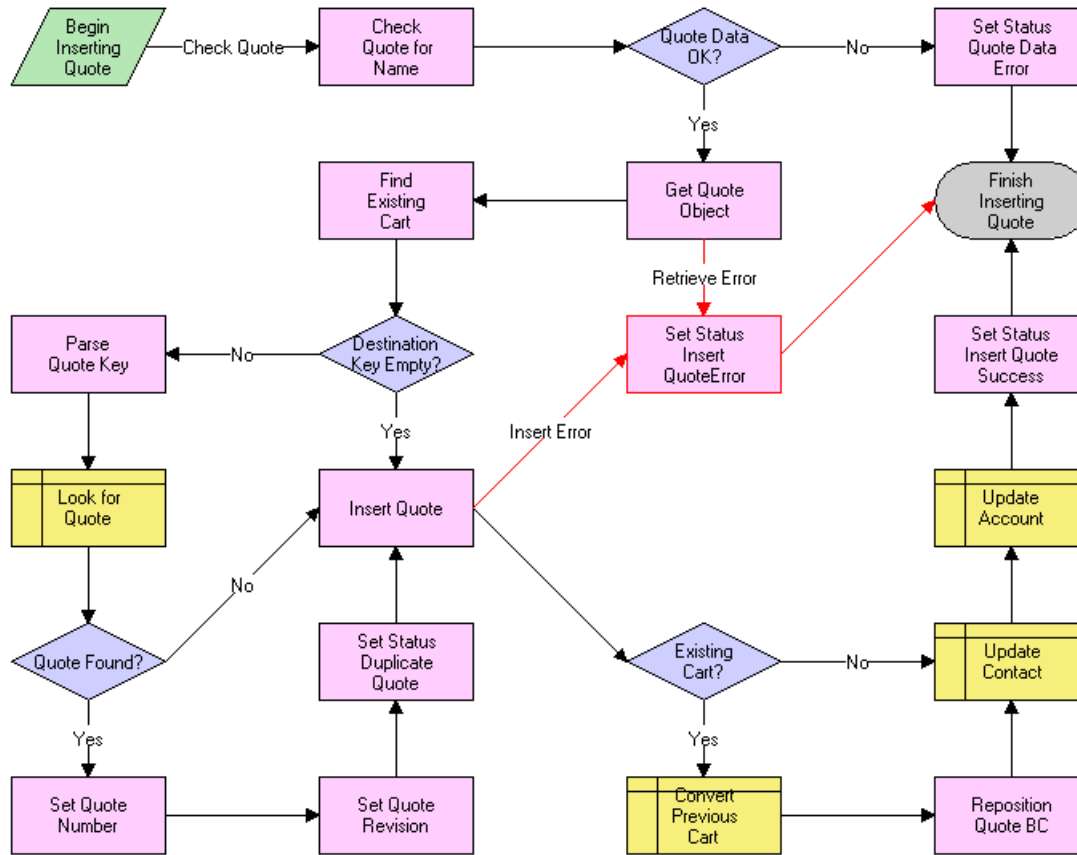 Begin
Inserting
Quote
Check Quote
Check
Quote for
Name
Quote Data
OK?
No
Set Status
Quote Data
Error
Yes
Find
Existing
Cart
Get Quote
Object
Finish
Inserting
Quote
Retrieve Error
Parse
Quote Key
No
Destination
Key Empty?
Set Status
Insert
QuoteError
Set Status
Insert Quote
Success
Yes
Insert Error
Look for
Quote
Insert Quote
Update
Account
No
Quote Found?
Set Status
Duplicate
Quote
Existing
Cart?
No
Update
Contact
Yes
Yes
Set Quote
Number
Set Quote
Revision
Convert
Previous
Cart
Reposition
Quote BC